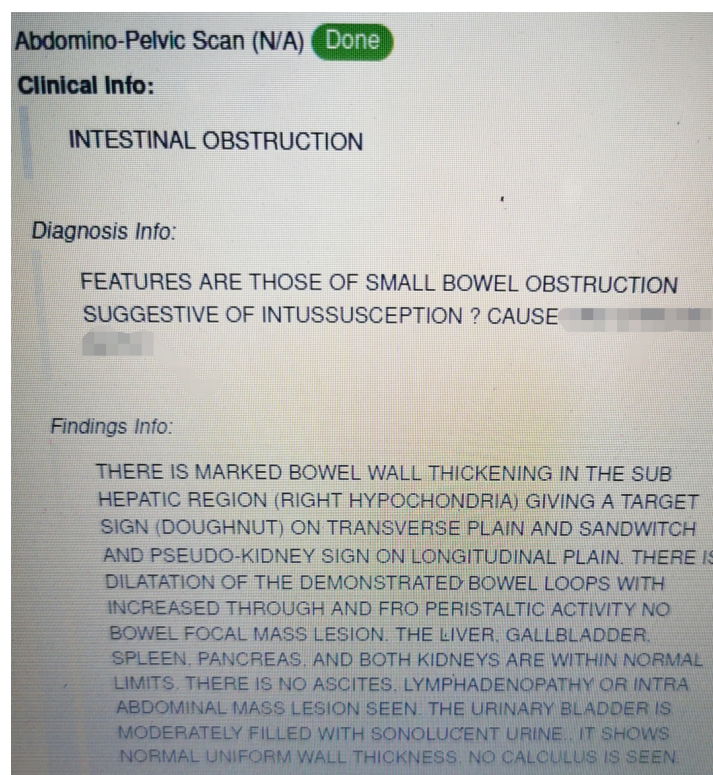 Abdomino-Pelvic Scan (N/A) Done
Clinical Info:
INTESTINAL OBSTRUCTION
Diagnosis Info:
FEATURES ARE THOSE OF SMALL BOWEL OBSTRUCTION
SUGGESTIVE OF INTUSSUSCEPTION ? CAUSE
Findings Info:
THERE IS MARKED BOWEL WALL THICKENING IN THE SUB
HEPATIC REGION (RIGHT HYPOCHONDRIA) GIVING A TARGET
SIGN (DOUGHNUT) ON TRANSVERSE PLAIN AND SANDWITCH
AND PSEUDO-KIDNEY SIGN ON LONGITUDINAL PLAIN. THERE IS
DILATATION OF THE DEMONSTRATED BOWEL LOOPS WITH
INCREASED THROUGH AND FRO PERISTALTIC ACTIVITY NO
BOWEL FOCAL MASS LESION. THE LIVER, GALLBLADDER,
SPLEEN, PANCREAS, AND BOTH KIDNEYS ARE WITHIN NORMAL
LIMITS. THERE IS NO ASCITES, LYMPHADENOPATHY OR INTRA
ABDOMINAL MASS LESION SEEN. THE URINARY BLADDER IS
MODERATELY FILLED WITH SONOLUCENT URINE.. IT SHOWS
NORMAL UNIFORM WALL THICKNESS. NO CALCULUS IS SEEN.